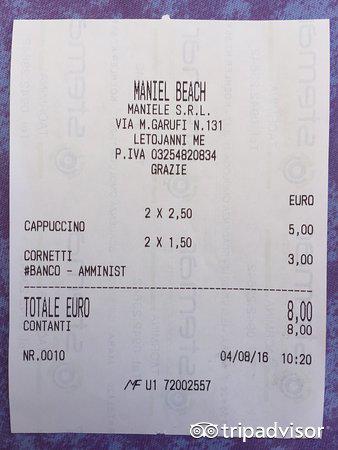 MANIEL BEACH
MANIELE S.R.L.
VIA M.GARUFI N.131
LETOJANNI ME
P.IVA 03254820834
GRAZIE
EURO
2 X 2,50
CAPPUCCINO 5,00
2 X 1,50
CORNETTI 3,00
#BANCO - AMMINIST
TOTALE EURO 8,00
CONTANTI 8,00
NR.0010 04/08/16 10:20
MF U1 72002557
tripadvisor